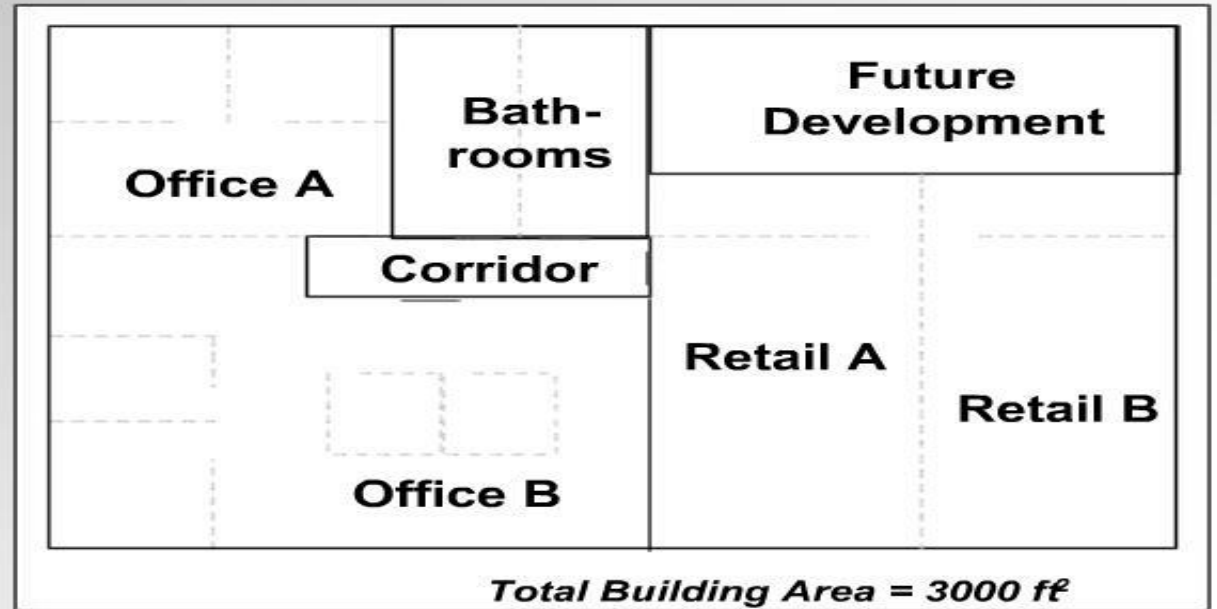 Bath-
rooms
Future
Development
Office A
Corridor
Retail A
Retail B
Office B
Total Building Area = 3000 ft²